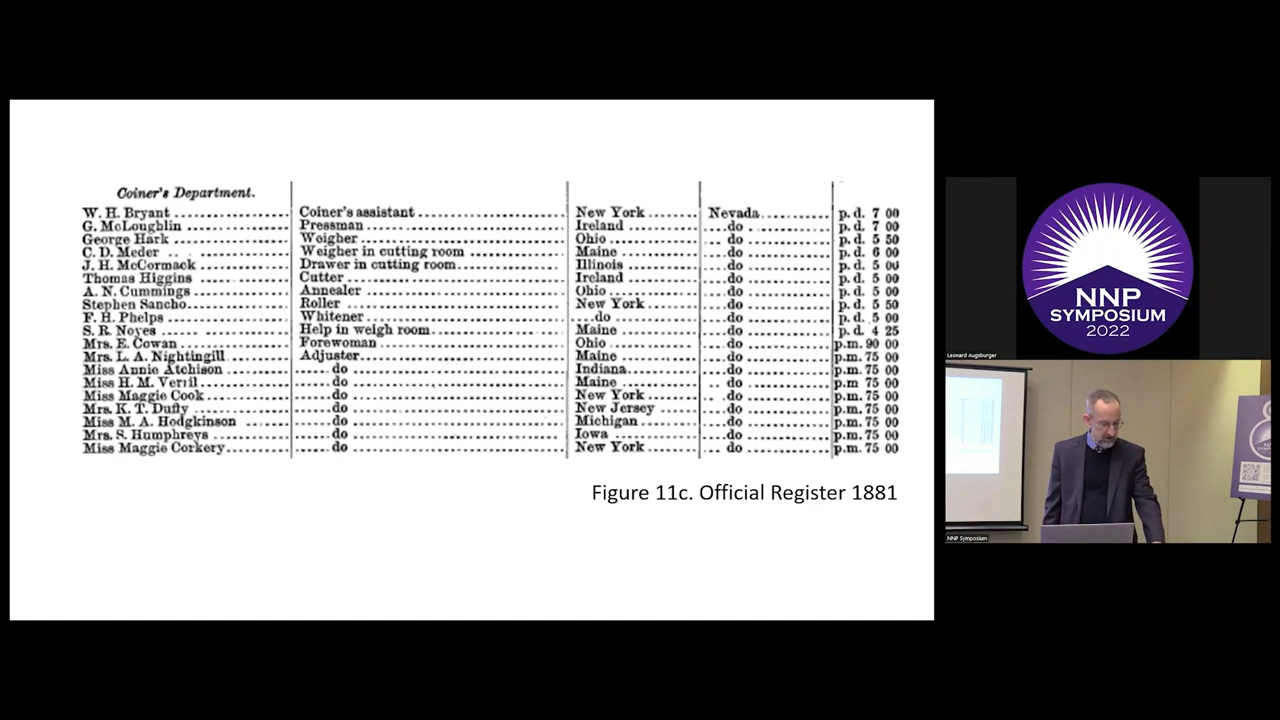 Coiner's Department.
W. H. Bryant ........ Coiner's assistant ........ New York ........ Nevada ........ p. d. 7 00
G. McLoughlin ........ Pressman ........ Ireland ........ do ........ p. d. 7 00
George Hark ........ Weigher ........ Ohio ........ do ........ p. d. 5 50
C. D. Meder ........ Weigher in cutting room ........ Maine ........ do ........ p. d. 6 00
J. H. McCormack ........ Drawer in cutting room ........ Illinois ........ do ........ p. d. 5 00
Thomas Higgins ........ Cutter ........ Ireland ........ do ........ p. d. 5 00
A. N. Cummings ........ Annealer ........ Ohio ........ do ........ p. d. 5 00
Stephen Sancho ........ Roller ........ New York ........ do ........ p. d. 5 50
F. H. Phelps ........ Whitener ........ do ........ do ........ p. d. 5 00
S. R. Noyes ........ Help in weigh room ........ Maine ........ do ........ p. d. 4 25
Mrs. E. Cowan ........ Forewoman ........ Ohio ........ do ........ p.m. 90 00
Mrs. L. A. Nightingill ........ Adjuster ........ Maine ........ do ........ p.m. 75 00
Miss Annie Atchison ........ do ........ Indiana ........ do ........ p.m 75 00
Miss H. M. Verril ........ do ........ Maine ........ do ........ p.m. 75 00
Miss Maggie Cook ........ do ........ New York ........ do ........ p.m. 75 00
Mrs. K. T. Duffy ........ do ........ New Jersey ........ do ........ p.m. 75 00
Miss M. A. Hodgkinson ........ do ........ Michigan ........ do ........ p.m. 75 00
Mrs. S. Humphreys ........ do ........ Iowa ........ do ........ p.m. 75 00
Miss Maggie Corkery ........ do ........ New York ........ do ........ p.m. 75 00
Figure 11c. Official Register 1881
NNP
SYMPOSIUM
2022
Leonard Augsburger
NNP Symposium